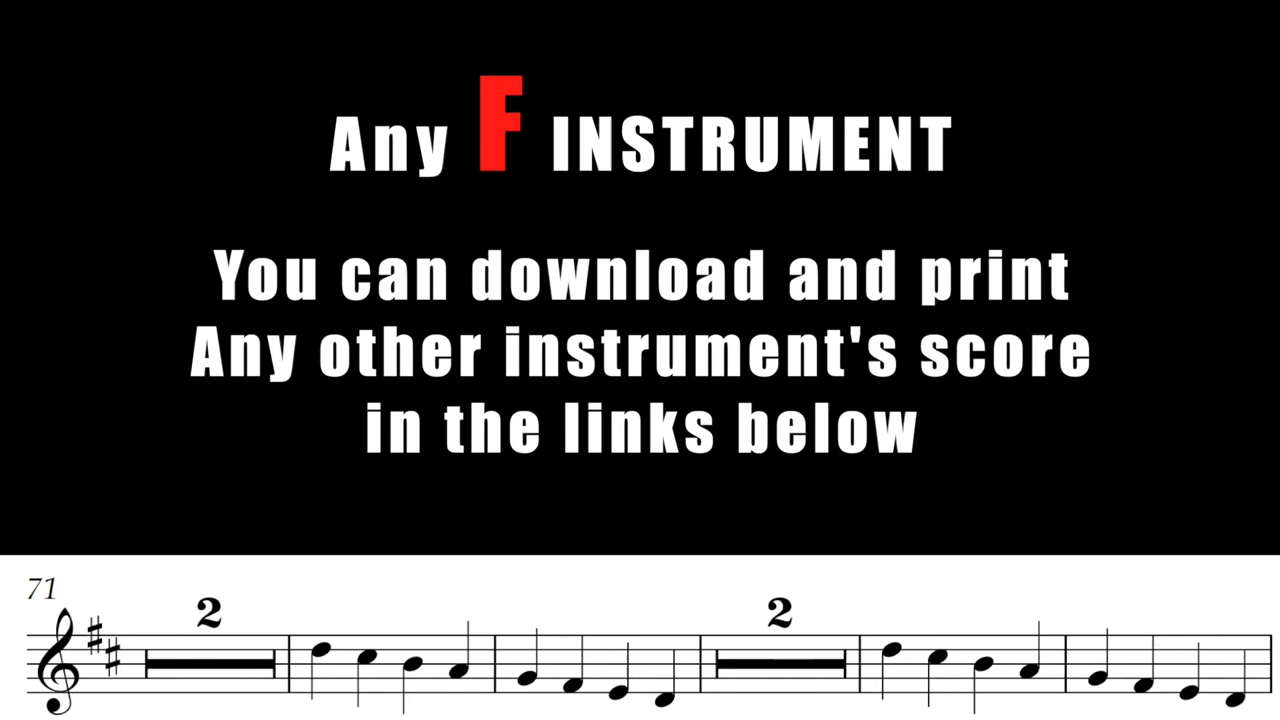 Any F INSTRUMENT
You can download and print
Any other instrument's score
in the links below
71
2 2